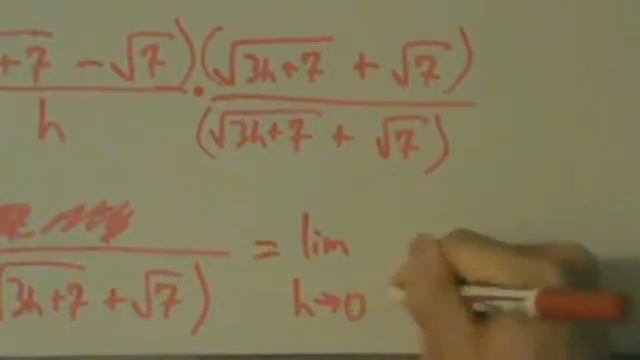 +7 − √7) (√3h+7 + √7)
h · (√3h+7 + √7)
= lim
√3h+7 + √7) h→0